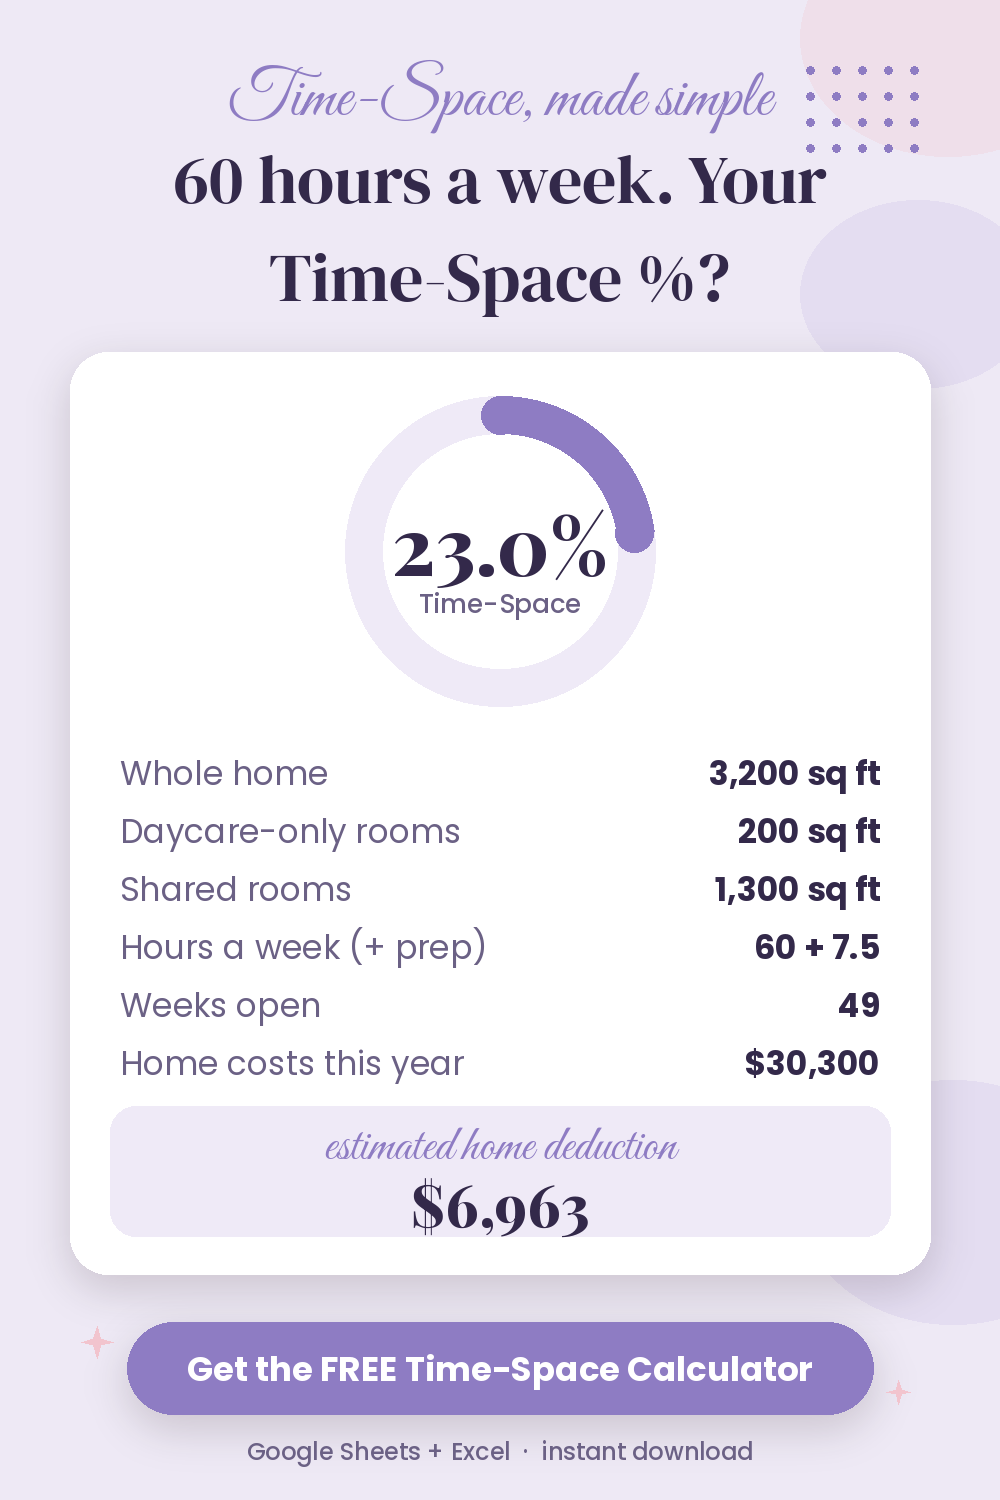 Time-Space, made simple
60 hours a week. Your
Time-Space %?
23.0%
Time-Space
Whole home 3,200 sq ft
Daycare-only rooms 200 sq ft
Shared rooms 1,300 sq ft
Hours a week (+ prep) 60 + 7.5
Weeks open 49
Home costs this year $30,300
estimated home deduction
$6,963
Get the FREE Time-Space Calculator
Google Sheets + Excel · instant download